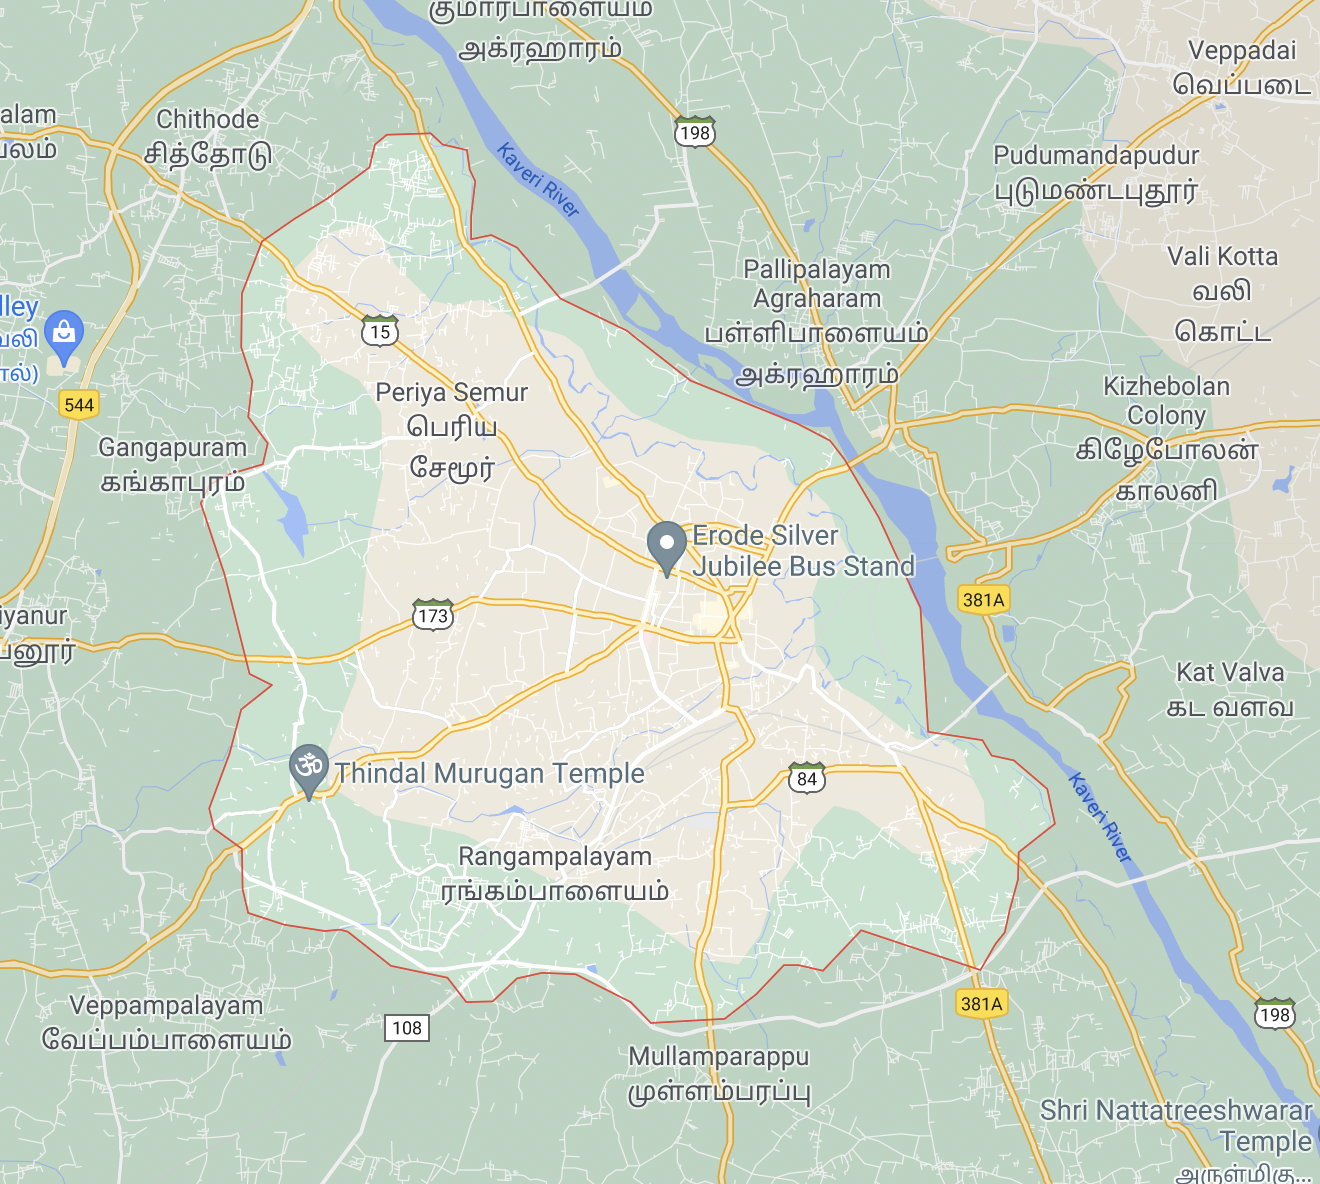 குமாரபாளையம்
அக்ரஹாரம்
Veppadai
வெப்படை
alam
Chithode
சித்தோடு
198
Kaveri River
Pudumandapudur
புடுமண்டபுதூர்
Vali Kotta
வலி
கொட்ட
Pallipalayam
Agraharam
பள்ளிபாளையம்
அக்ரஹாரம்
lley
வலி
ால்)
15
544
Periya Semur
பெரிய
சேமூர்
Kizhebolan
Colony
கிழேபோலன்
காலனி
Gangapuram
கங்காபுரம்
Erode Silver
Jubilee Bus Stand
381A
173
iyanur
பனூர்
Kat Valva
கட வளவ
Thindal Murugan Temple
84
Kaveri River
Rangampalayam
ரங்கம்பாளையம்
Veppampalayam
வேப்பம்பாளையம்
108
381A
198
Mullamparappu
முள்ளம்பரப்பு
Shri Nattatreeshwarar
Temple
அருள்மிகு...